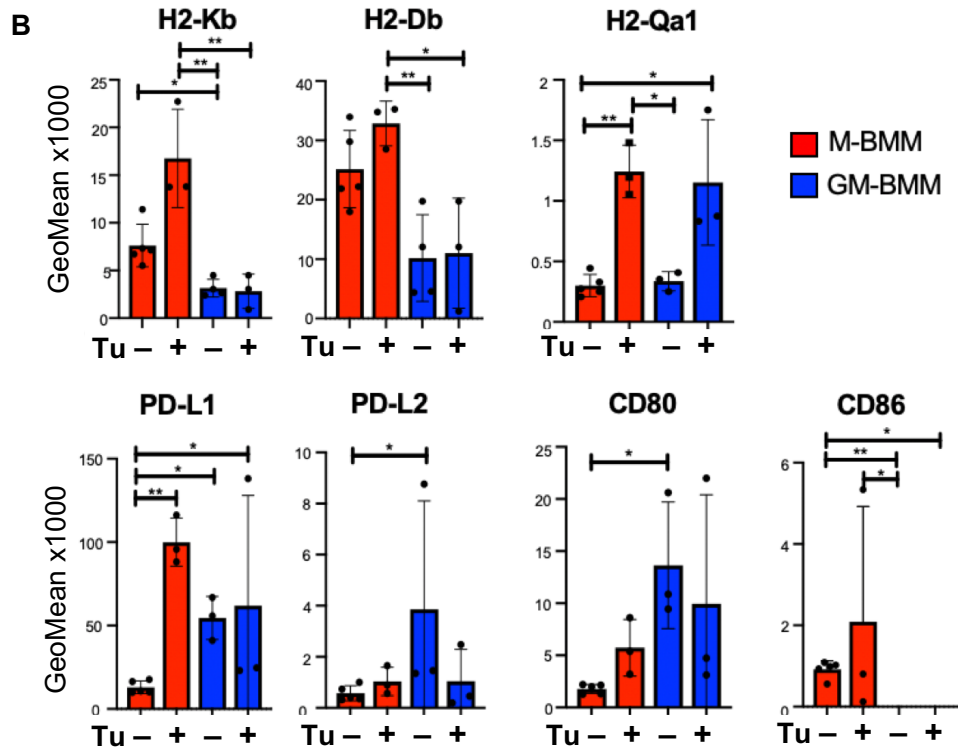 B
H2-Kb
H2-Db
H2-Qa1
**
**
*
*
**
*
*
**
25
20
15
10
5
0
40
30
20
10
0
2
1.5
1
0.5
0
GeoMean x1000
M-BMM
GM-BMM
Tu – + – +
Tu – + – +
Tu – + – +
PD-L1
PD-L2
CD80
CD86
*
*
**
*
*
*
**
*
150
100
50
0
10
8
6
4
2
0
25
20
15
10
5
0
6
4
2
0
GeoMean x1000
Tu – + – +
Tu – + – +
Tu – + – +
Tu – + – +